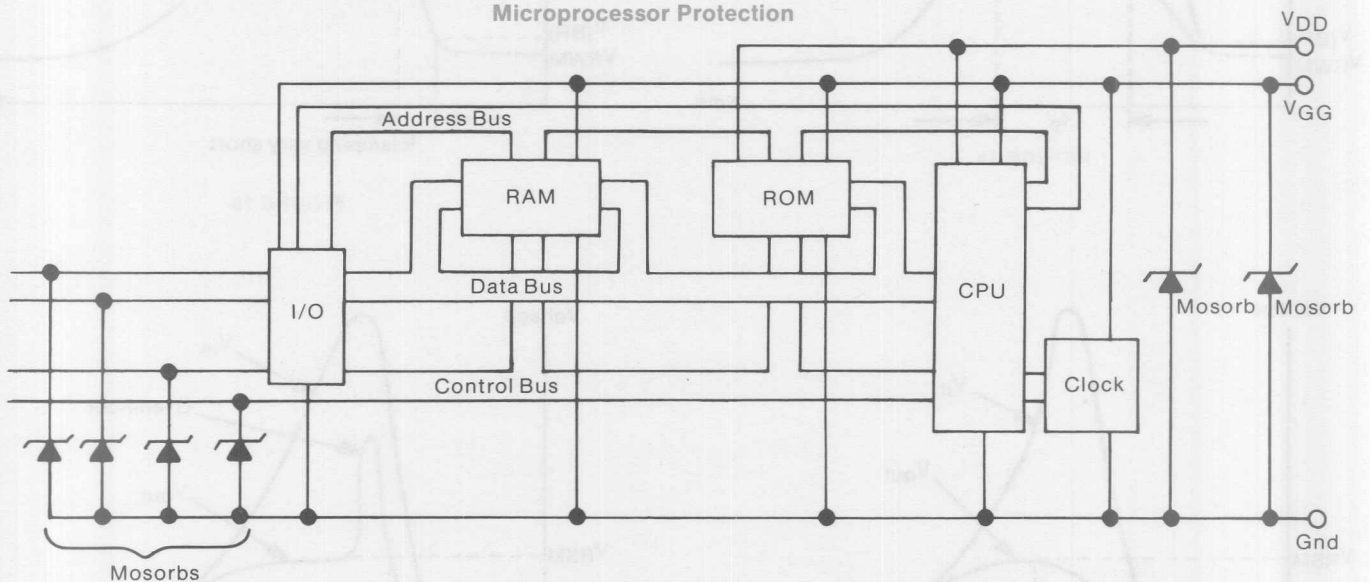 Microprocessor Protection
VDD
VGG
Address Bus
RAM
ROM
I/O
Data Bus
CPU
Mosorb
Mosorb
Control Bus
Clock
Gnd
Mosorbs